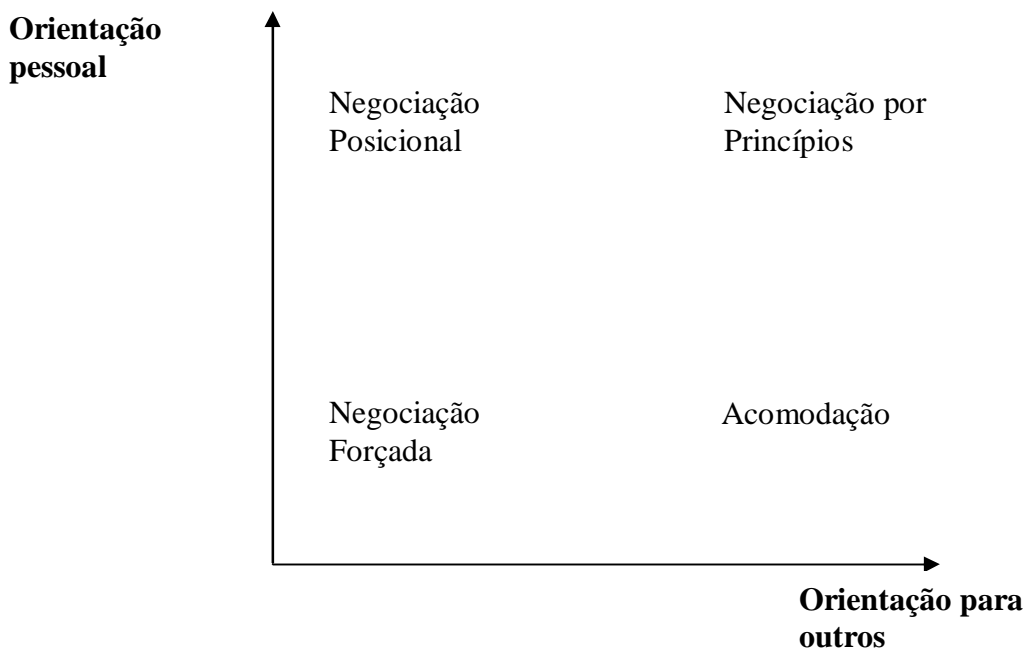 Orientação
pessoal
Negociação
Posicional
Negociação por
Princípios
Negociação
Forçada
Acomodação
Orientação para
outros